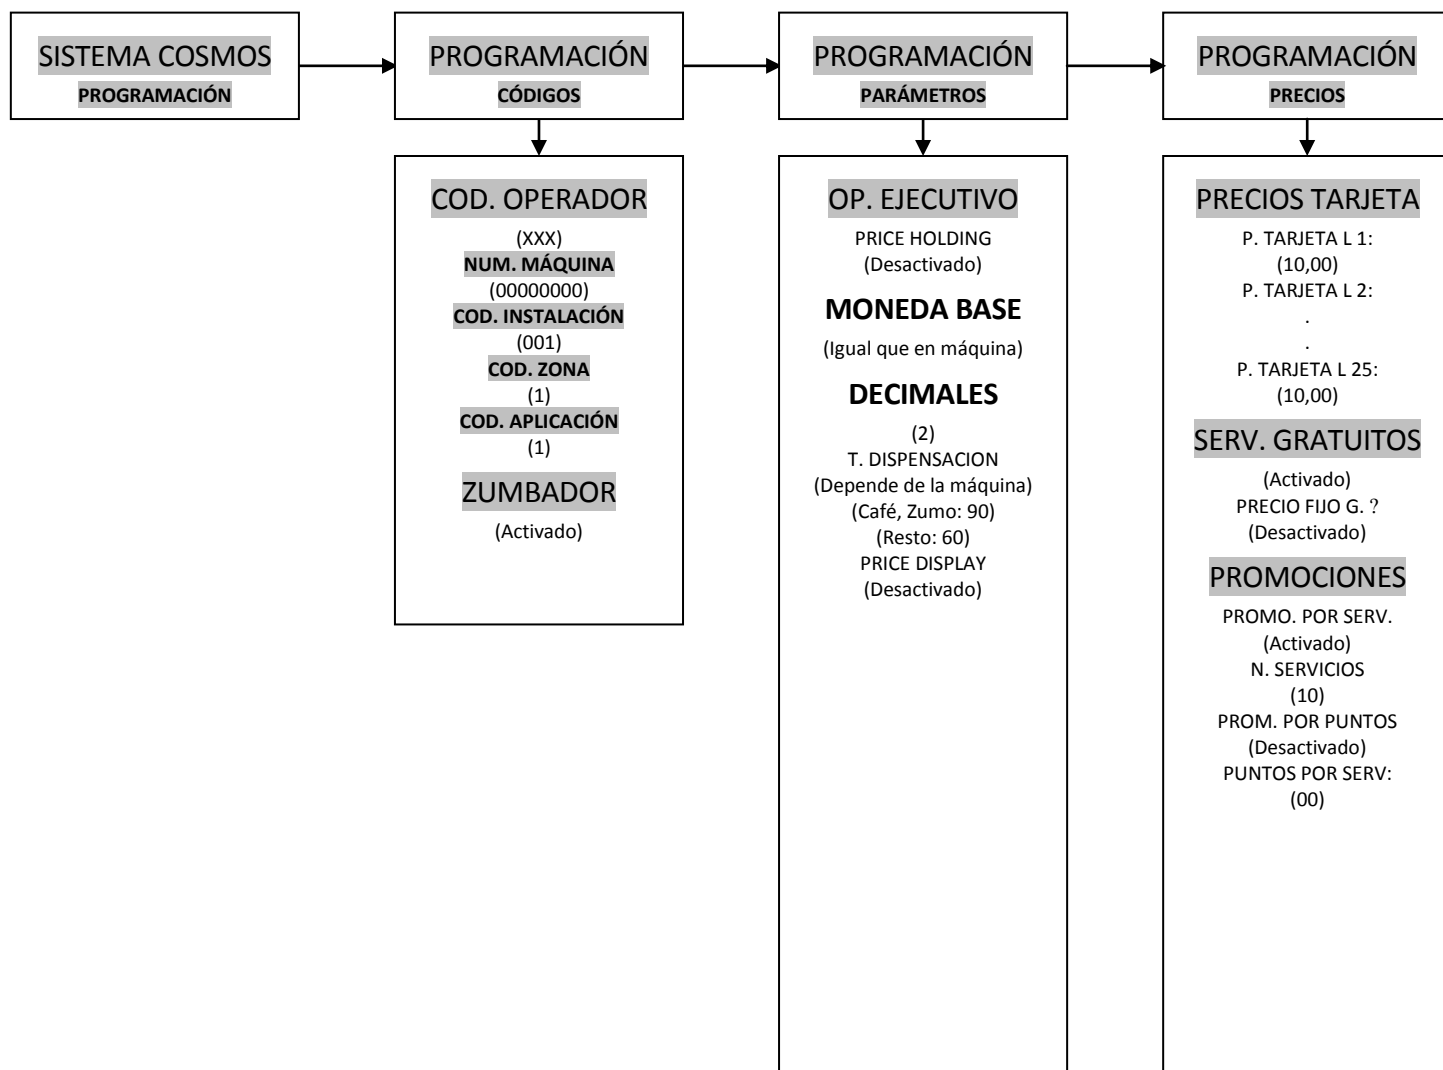 SISTEMA COSMOS
PROGRAMACIÓN
PROGRAMACIÓN
CÓDIGOS
PROGRAMACIÓN
PARÁMETROS
PROGRAMACIÓN
PRECIOS
COD. OPERADOR
(XXX)
NUM. MÁQUINA
(00000000)
COD. INSTALACIÓN
(001)
COD. ZONA
(1)
COD. APLICACIÓN
(1)
ZUMBADOR
(Activado)
OP. EJECUTIVO
PRICE HOLDING
(Desactivado)
MONEDA BASE
(Igual que en máquina)
DECIMALES
(2)
T. DISPENSACION
(Depende de la máquina)
(Café, Zumo: 90)
(Resto: 60)
PRICE DISPLAY
(Desactivado)
PRECIOS TARJETA
P. TARJETA L 1:
(10,00)
P. TARJETA L 2:
.
.
P. TARJETA L 25:
(10,00)
SERV. GRATUITOS
(Activado)
PRECIO FIJO G. ?
(Desactivado)
PROMOCIONES
PROMO. POR SERV.
(Activado)
N. SERVICIOS
(10)
PROM. POR PUNTOS
(Desactivado)
PUNTOS POR SERV:
(00)